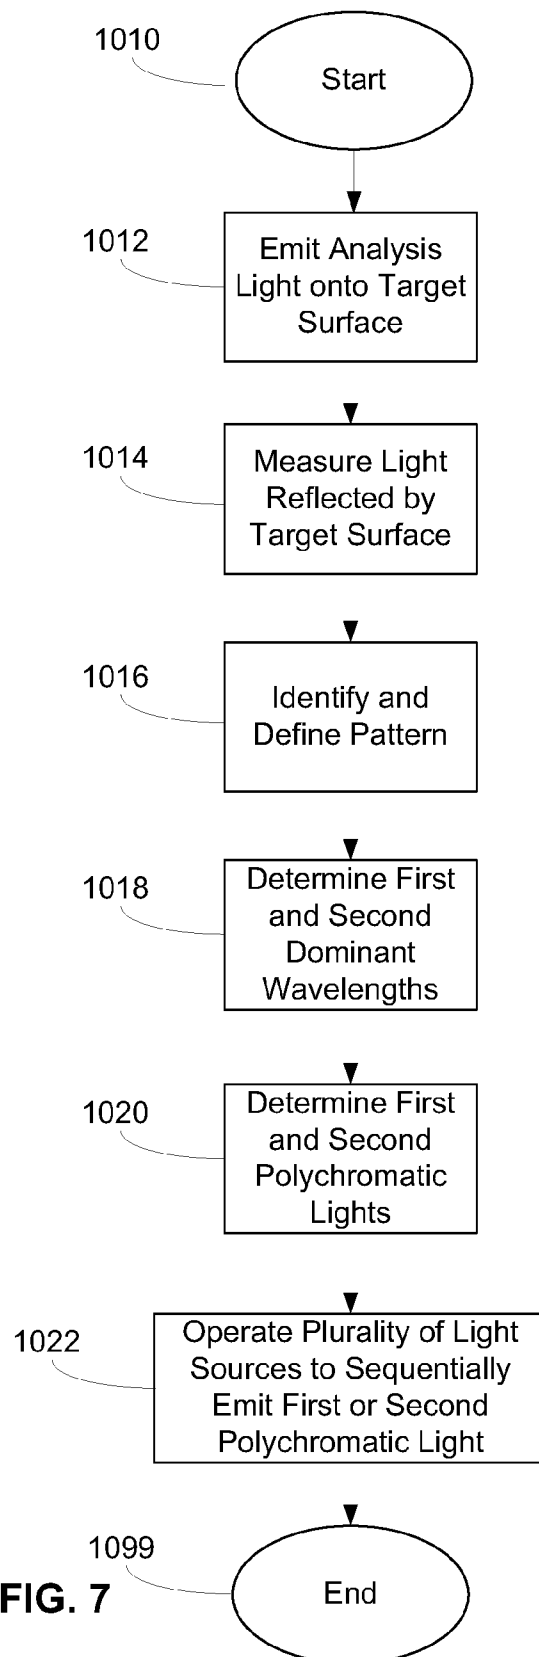 1010
Start
1012
Emit Analysis
Light onto Target
Surface
1014
Measure Light
Reflected by
Target Surface
1016
Identify and
Define Pattern
1018
Determine First
and Second
Dominant
Wavelengths
1020
Determine First
and Second
Polychromatic
Lights
1022
Operate Plurality of Light
Sources to Sequentially
Emit First or Second
Polychromatic Light
1099
End
FIG. 7